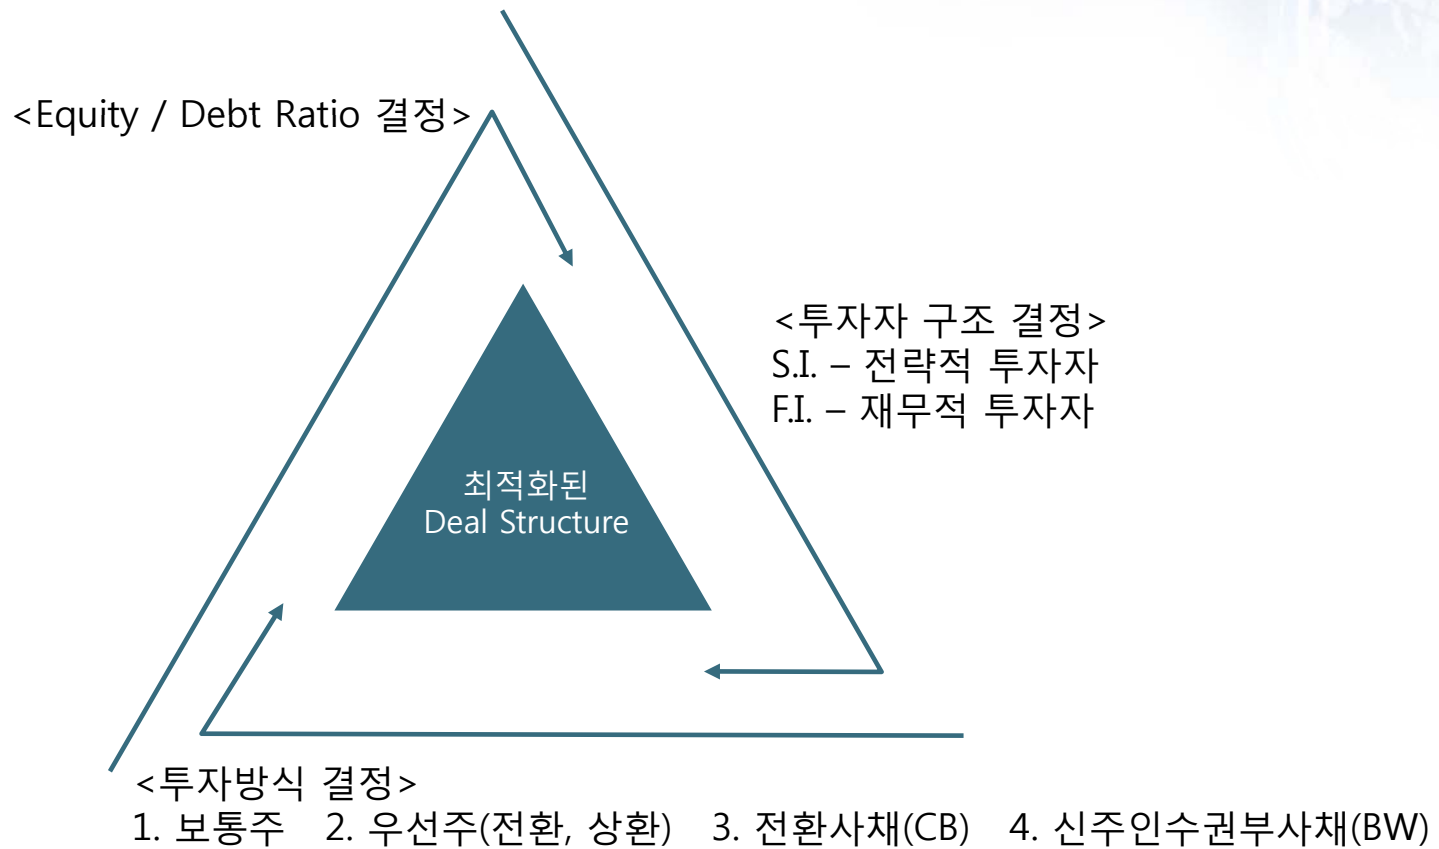 <Equity / Debt Ratio 결정>
<투자자 구조 결정>
S.I. – 전략적 투자자
F.I. – 재무적 투자자
최적화된
Deal Structure
<투자방식 결정>
1. 보통주 2. 우선주(전환, 상환) 3. 전환사채(CB) 4. 신주인수권부사채(BW)